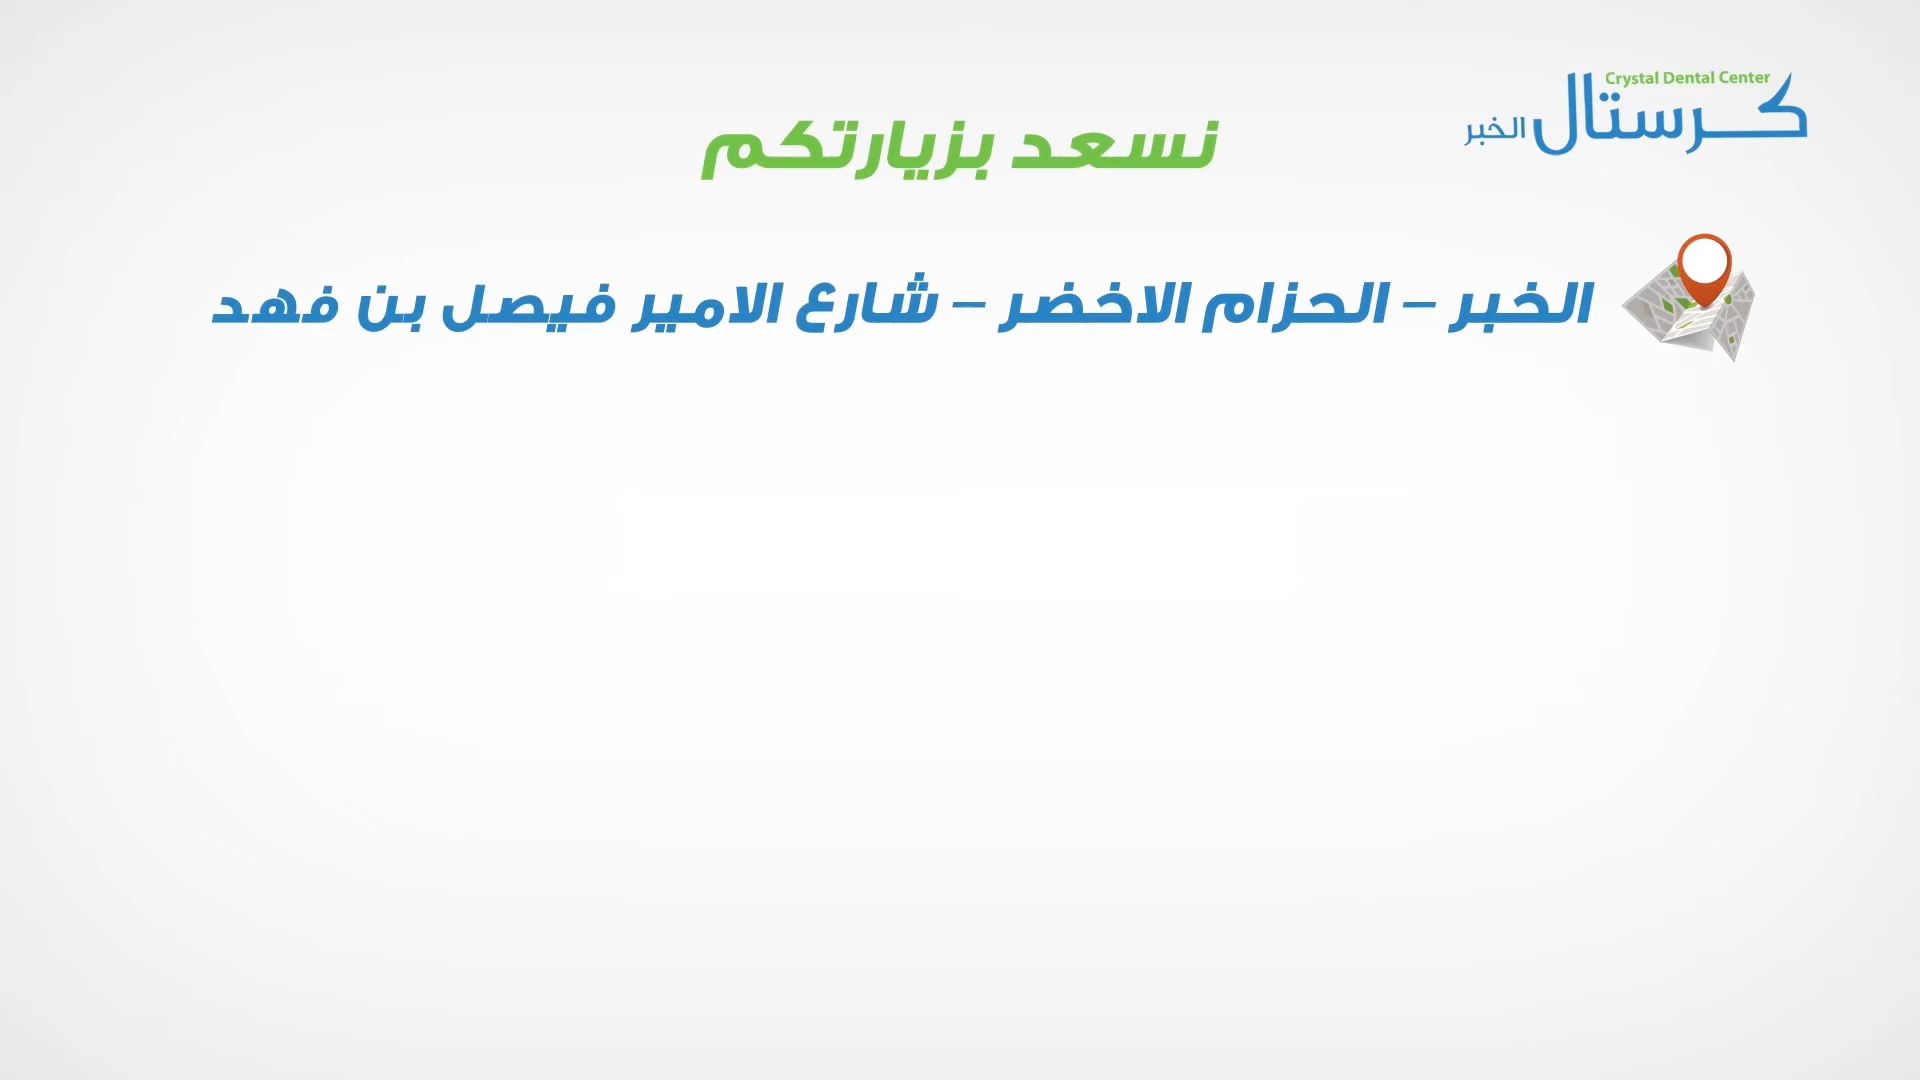 Crystal Dental Center
كرستال الخبر
نسعد بزيارتكم
الخبر – الحزام الاخضر – شارع الامير فيصل بن فهد